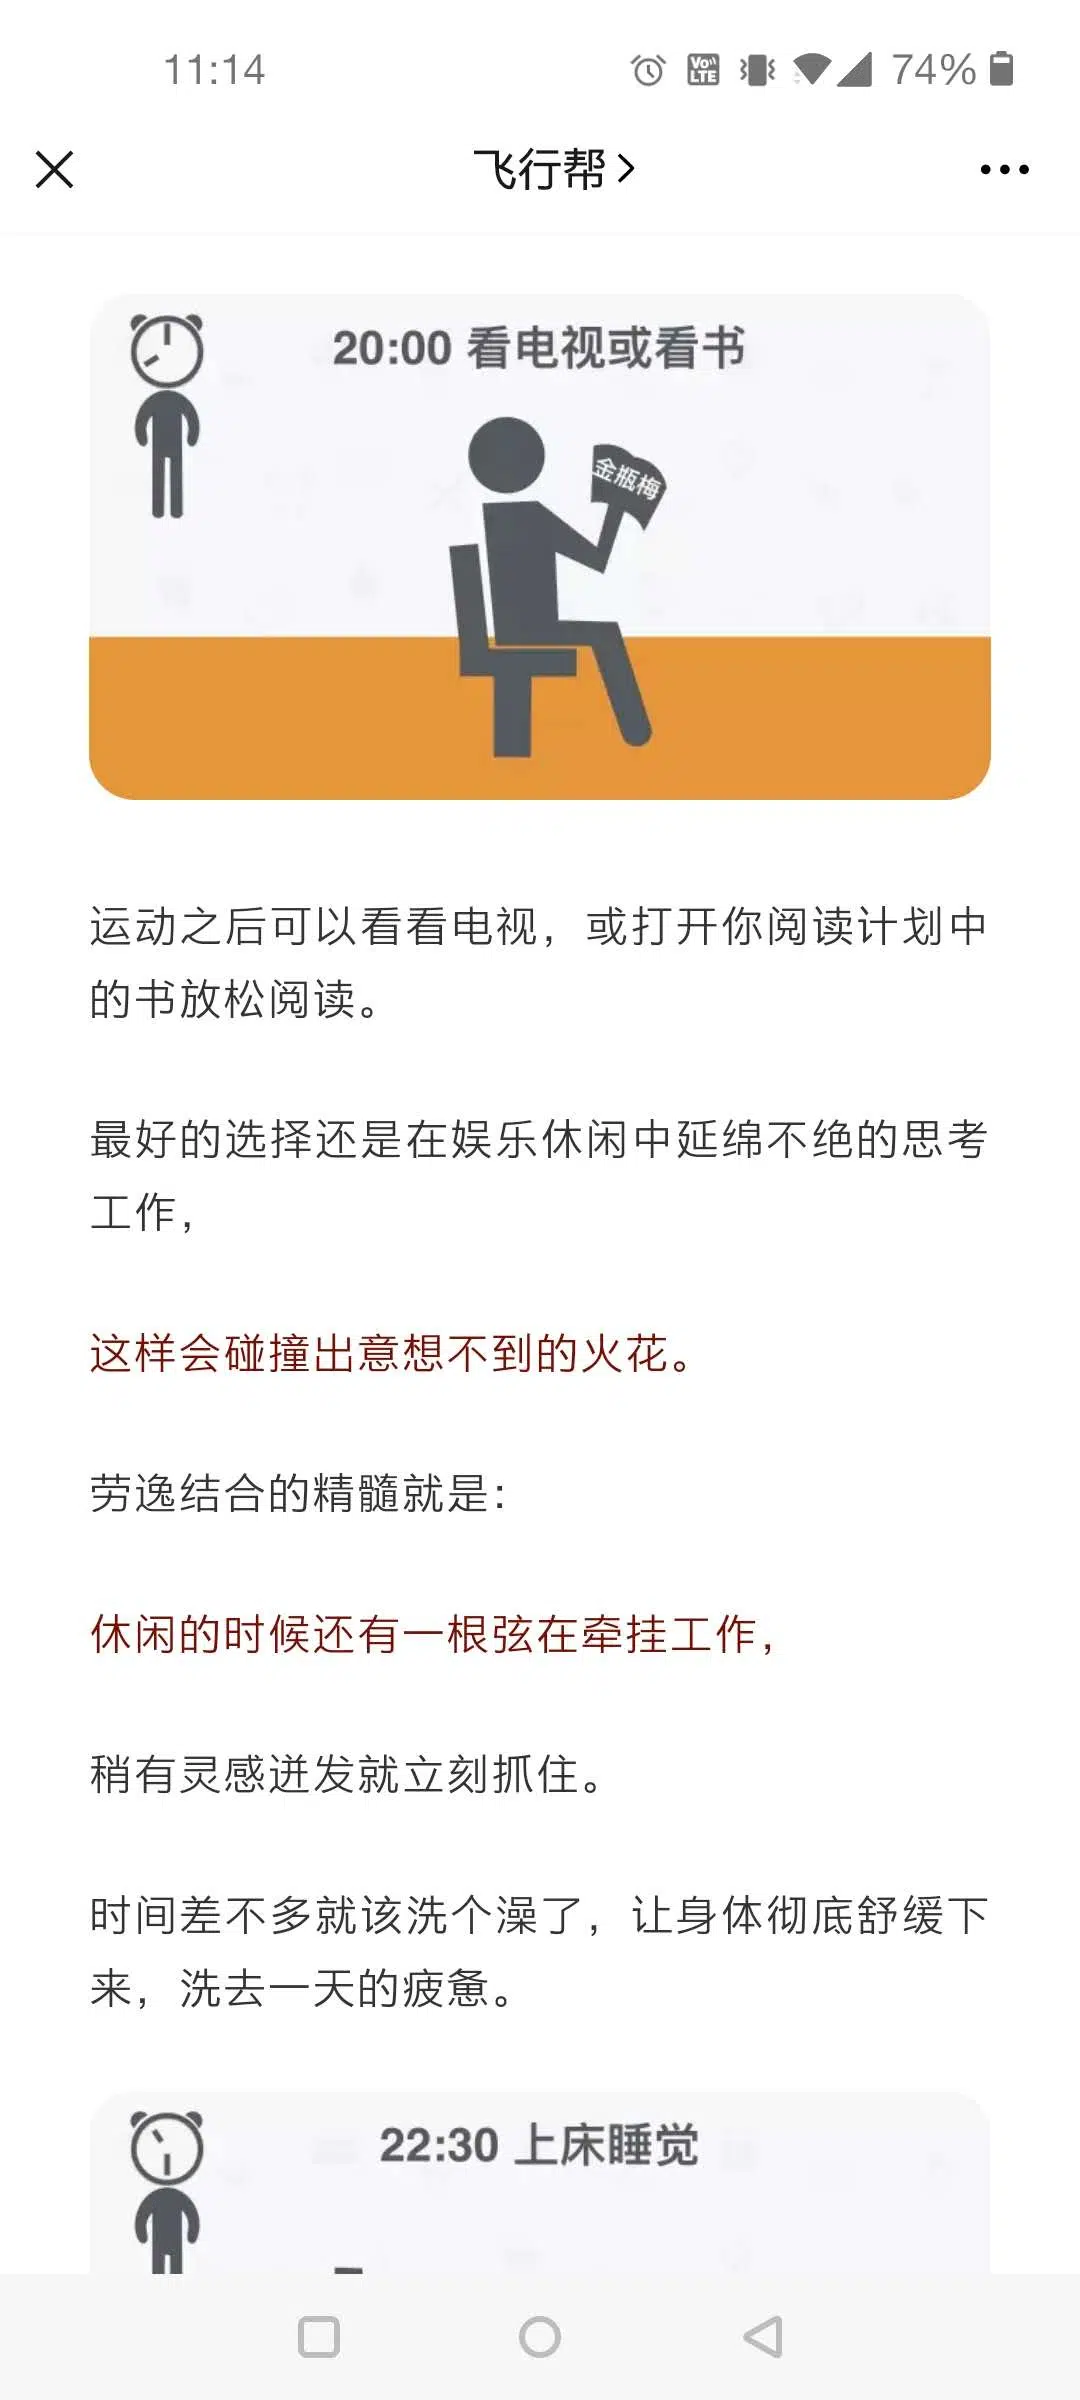 11:14
Vo)) LTE
74%
飞行帮
20:00 看电视或看书
金瓶梅
运动之后可以看看电视，或打开你阅读计划中
的书放松阅读。
最好的选择还是在娱乐休闲中延绵不绝的思考
工作，
这样会碰撞出意想不到的火花。
劳逸结合的精髓就是：
休闲的时候还有一根弦在牵挂工作，
稍有灵感迸发就立刻抓住。
时间差不多就该洗个澡了，让身体彻底舒缓下
来，洗去一天的疲惫。
22:30 上床睡觉